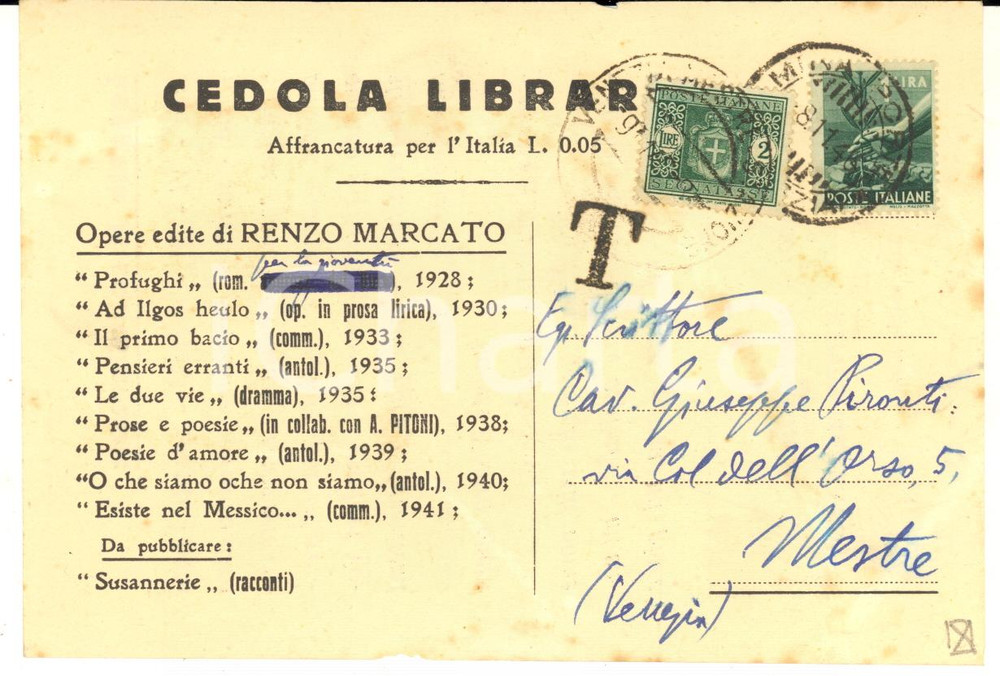 CEDOLA LIBRAR
Affrancatura per l'Italia L. 0.05
Opere edite di RENZO MARCATO
per la gioventù
“ Profughi „ (rom. ), 1928 ;
“ Ad Ilgos heulo „ (op. in prosa lirica), 1930 ;
“ Il primo bacio „ (comm.), 1933 ;
“ Pensieri erranti „ (antol.), 1935 ;
“ Le due vie „ (dramma), 1935 :
“ Prose e poesie „ (in collab. con A. PITONI), 1938;
“ Poesie d'amore „ (antol.), 1939 ;
“O che siamo oche non siamo„ (antol.), 1940;
“ Esiste nel Messico... „ (comm.), 1941 ;
Da pubblicare :
“ Susannerie „ (racconti)
POSTE ITALIANE
LIRE 2
SEGNATASSE
LIRA
POSTE ITALIANE
T
Eg. Scrittore
Cav. Giuseppe Pironti
via Col dell'Orso, 5,
Mestre
(Venezia)